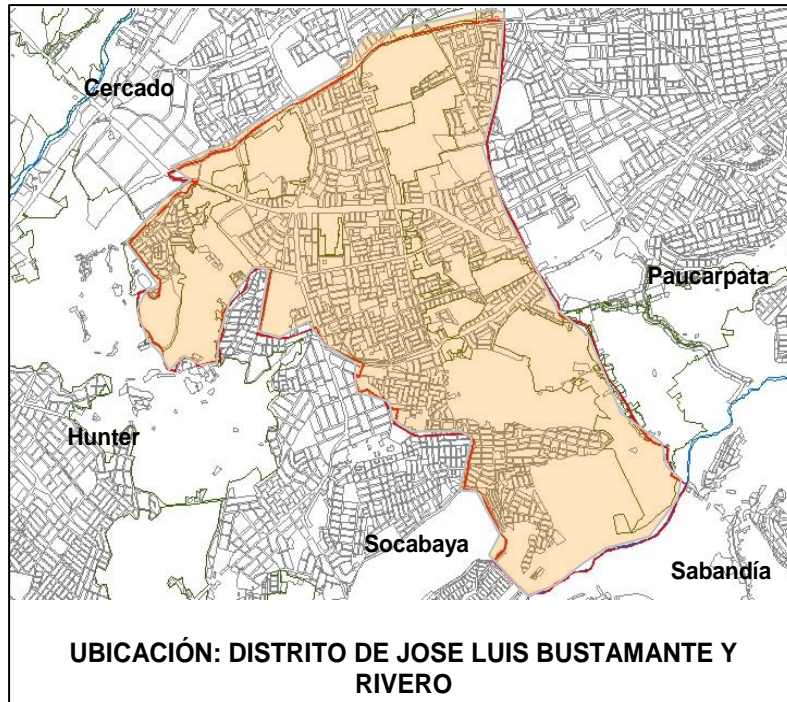 Cercado
Paucarpata
Hunter
Socabaya
Sabandía
UBICACIÓN: DISTRITO DE JOSE LUIS BUSTAMANTE Y
RIVERO